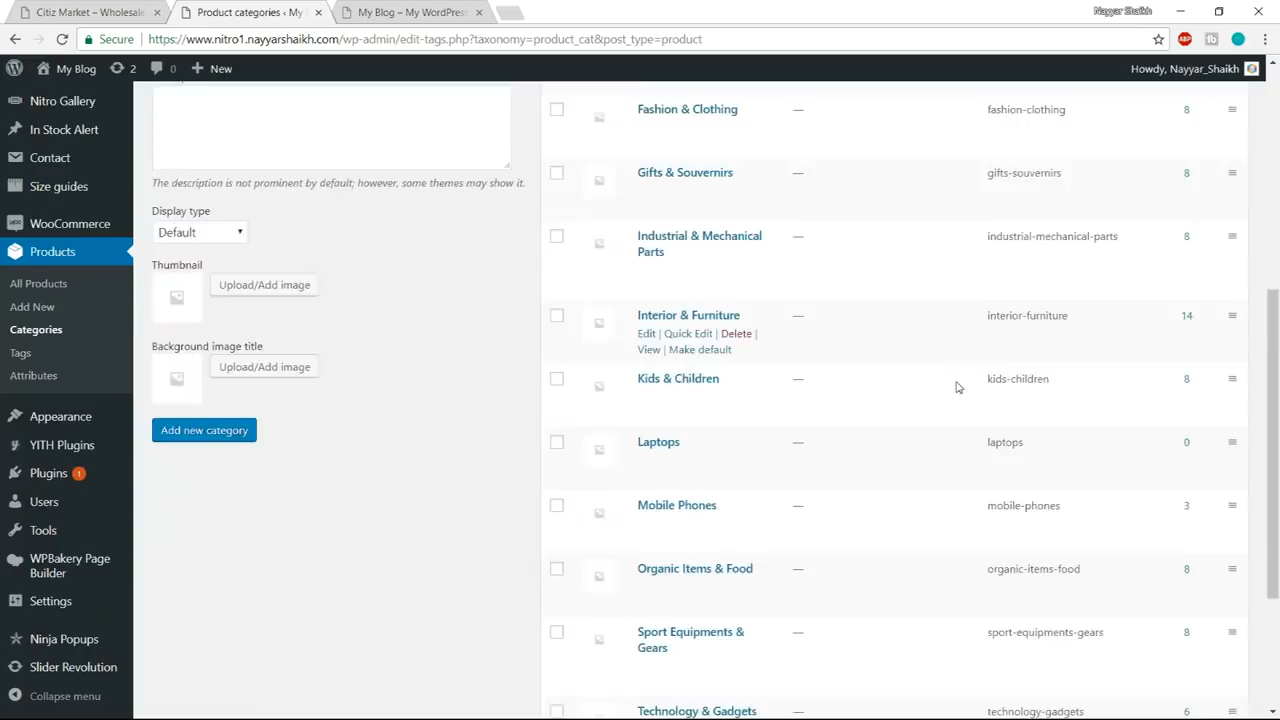 Citiz Market – Wholesale
Product categories ‹ My
My Blog – My WordPress
Nayyar Shaikh
Secure
https://www.nitro1.nayyarshaikh.com/wp-admin/edit-tags.php?taxonomy=product_cat&post_type=product
ABP
My Blog
2
0
New
Howdy, Nayyar_Shaikh
Nitro Gallery
In Stock Alert
Contact
Size guides
WooCommerce
Products
All Products
Add New
Categories
Tags
Attributes
Appearance
YITH Plugins
Plugins 1
Users
Tools
WPBakery Page
Builder
Settings
Ninja Popups
Slider Revolution
Collapse menu
The description is not prominent by default; however, some themes may show it.
Display type
Default
Thumbnail
Upload/Add image
Background image title
Upload/Add image
Add new category
Fashion & Clothing — fashion-clothing 8
Gifts & Souvernirs — gifts-souvernirs 8
Industrial & Mechanical — industrial-mechanical-parts 8
Parts
Interior & Furniture — interior-furniture 14
Edit | Quick Edit | Delete |
View | Make default
Kids & Children — kids-children 8
Laptops — laptops 0
Mobile Phones — mobile-phones 3
Organic Items & Food — organic-items-food 8
Sport Equipments & — sport-equipments-gears 8
Gears
Technology & Gadgets — technology-gadgets 6